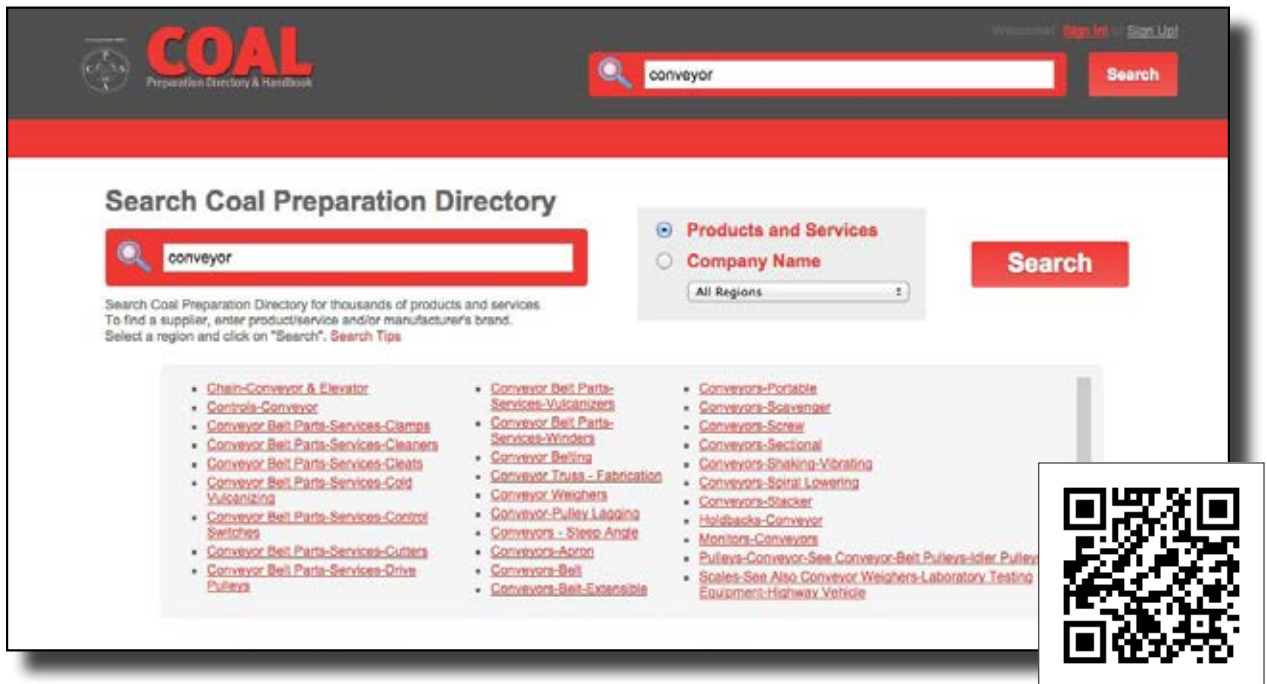 Welcome! Sign In! or Sign Up!
COAL
Preparation Directory & Handbook
conveyor
Search
Search Coal Preparation Directory
conveyor
Products and Services
Company Name
All Regions
Search
Search Coal Preparation Directory for thousands of products and services
To find a supplier, enter product/service and/or manufacturer's brand.
Select a region and click on "Search". Search Tips
Chain-Conveyor & Elevator
Controls-Conveyor
Conveyor Belt Parts-Services-Clamps
Conveyor Belt Parts-Services-Cleaners
Conveyor Belt Parts-Services-Cleats
Conveyor Belt Parts-Services-Cold
Vulcanizing
Conveyor Belt Parts-Services-Control
Switches
Conveyor Belt Parts-Services-Cutters
Conveyor Belt Parts-Services-Drive
Pulleys
Conveyor Belt Parts-
Services-Vulcanizers
Conveyor Belt Parts-
Services-Winders
Conveyor Belting
Conveyor Truss - Fabrication
Conveyor Weighers
Conveyor-Pulley Lagging
Conveyors - Steep Angle
Conveyors-Apron
Conveyors-Belt
Conveyors-Belt-Extensible
Conveyors-Portable
Conveyors-Scavenger
Conveyors-Screw
Conveyors-Sectional
Conveyors-Shaking-Vibrating
Conveyors-Spiral Lowering
Conveyors-Stacker
Holdbacks-Conveyor
Monitors-Conveyors
Pulleys-Conveyor-See Conveyor-Belt Pulleys-Idler Pulley
Scales-See Also Conveyor Weighers-Laboratory Testing
Equipment-Highway Vehicle